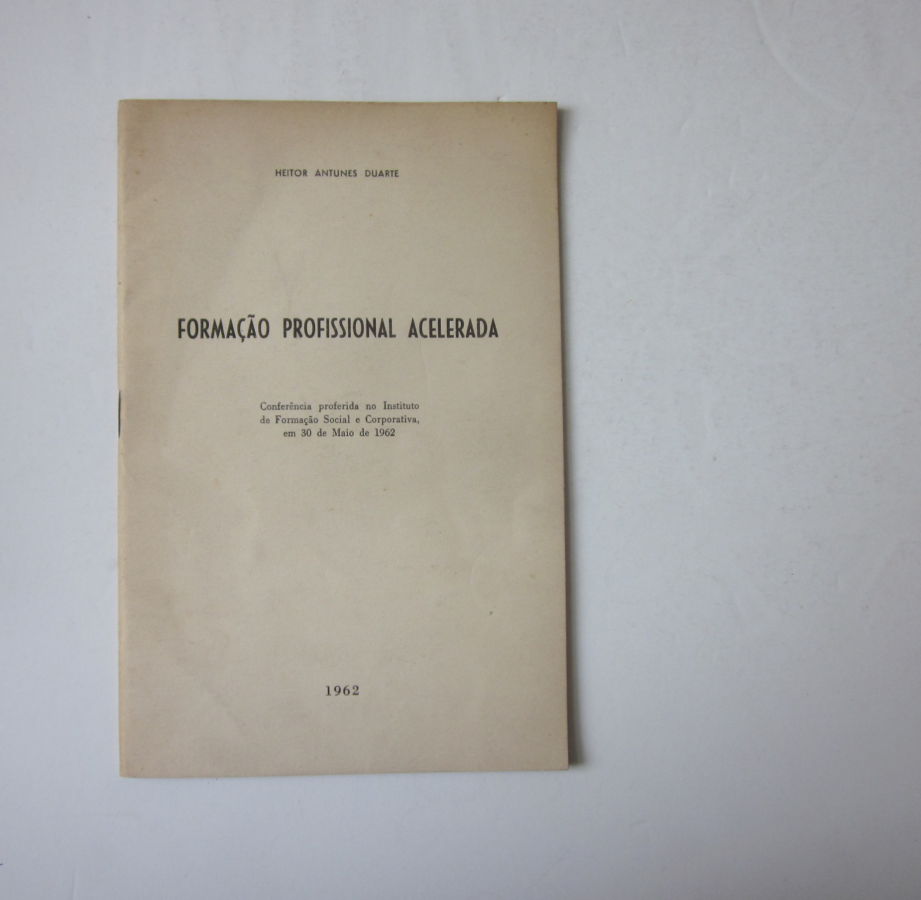 HEITOR ANTUNES DUARTE
FORMAÇÃO PROFISSIONAL ACELERADA
Conferência proferida no Instituto
de Formação Social e Corporativa,
em 30 de Maio de 1962
1962